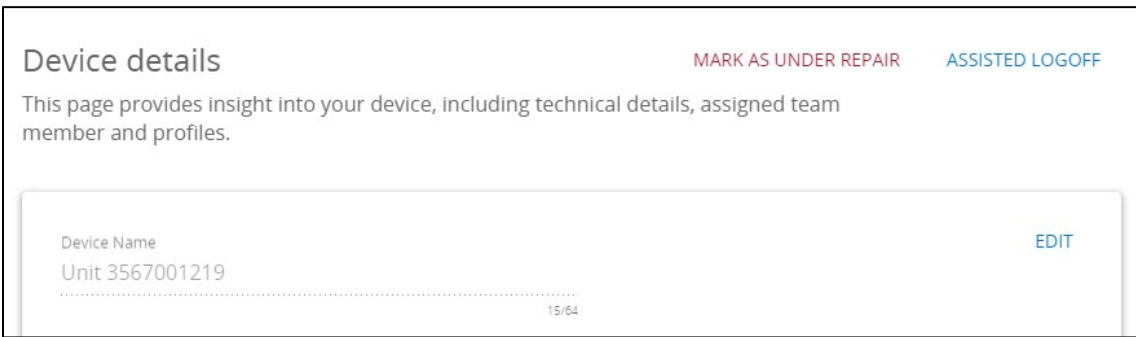 Device details
MARK AS UNDER REPAIR
ASSISTED LOGOFF
This page provides insight into your device, including technical details, assigned team
member and profiles.
Device Name
EDIT
Unit 3567001219
15/64